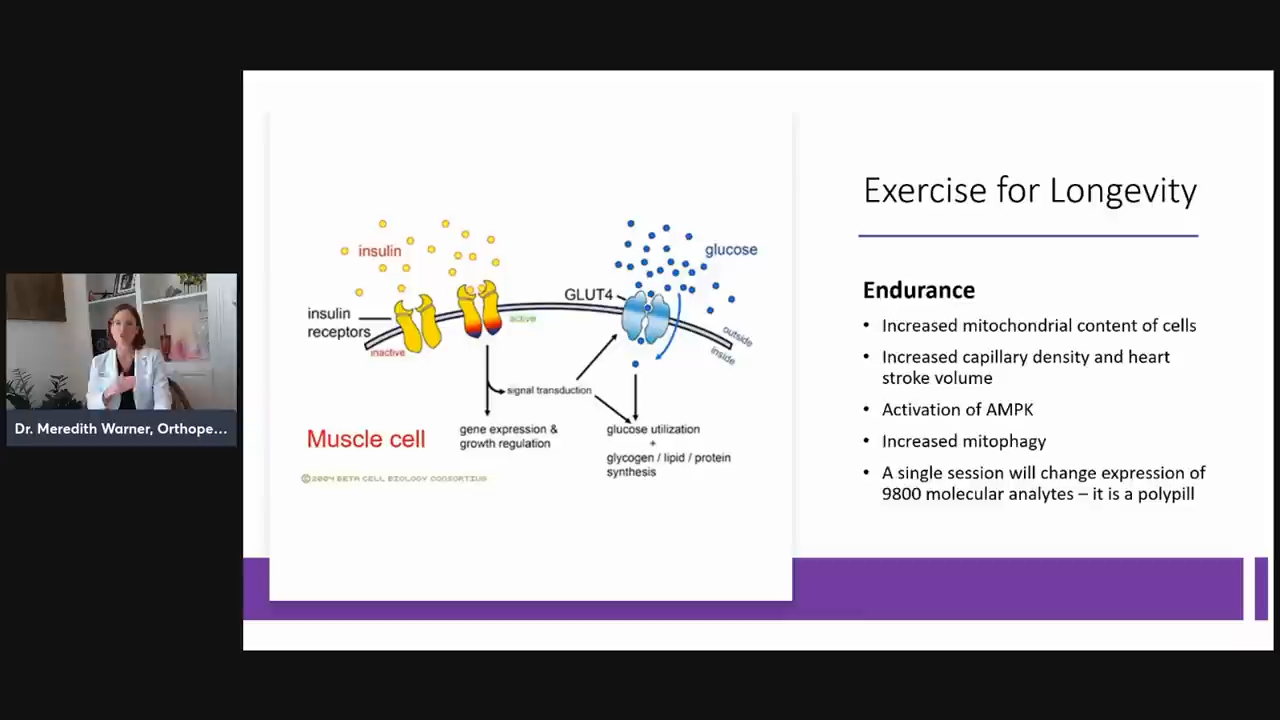 Exercise for Longevity
insulin
glucose
GLUT4
insulin
receptors
active
inactive
outside
inside
signal transduction
gene expression &
growth regulation
glucose utilization
+
glycogen / lipid / protein
synthesis
Muscle cell
©2004 BETA CELL BIOLOGY CONSORTIUM
Endurance
• Increased mitochondrial content of cells
• Increased capillary density and heart
stroke volume
• Activation of AMPK
• Increased mitophagy
• A single session will change expression of
9800 molecular analytes – it is a polypill
Dr. Meredith Warner, Orthope...